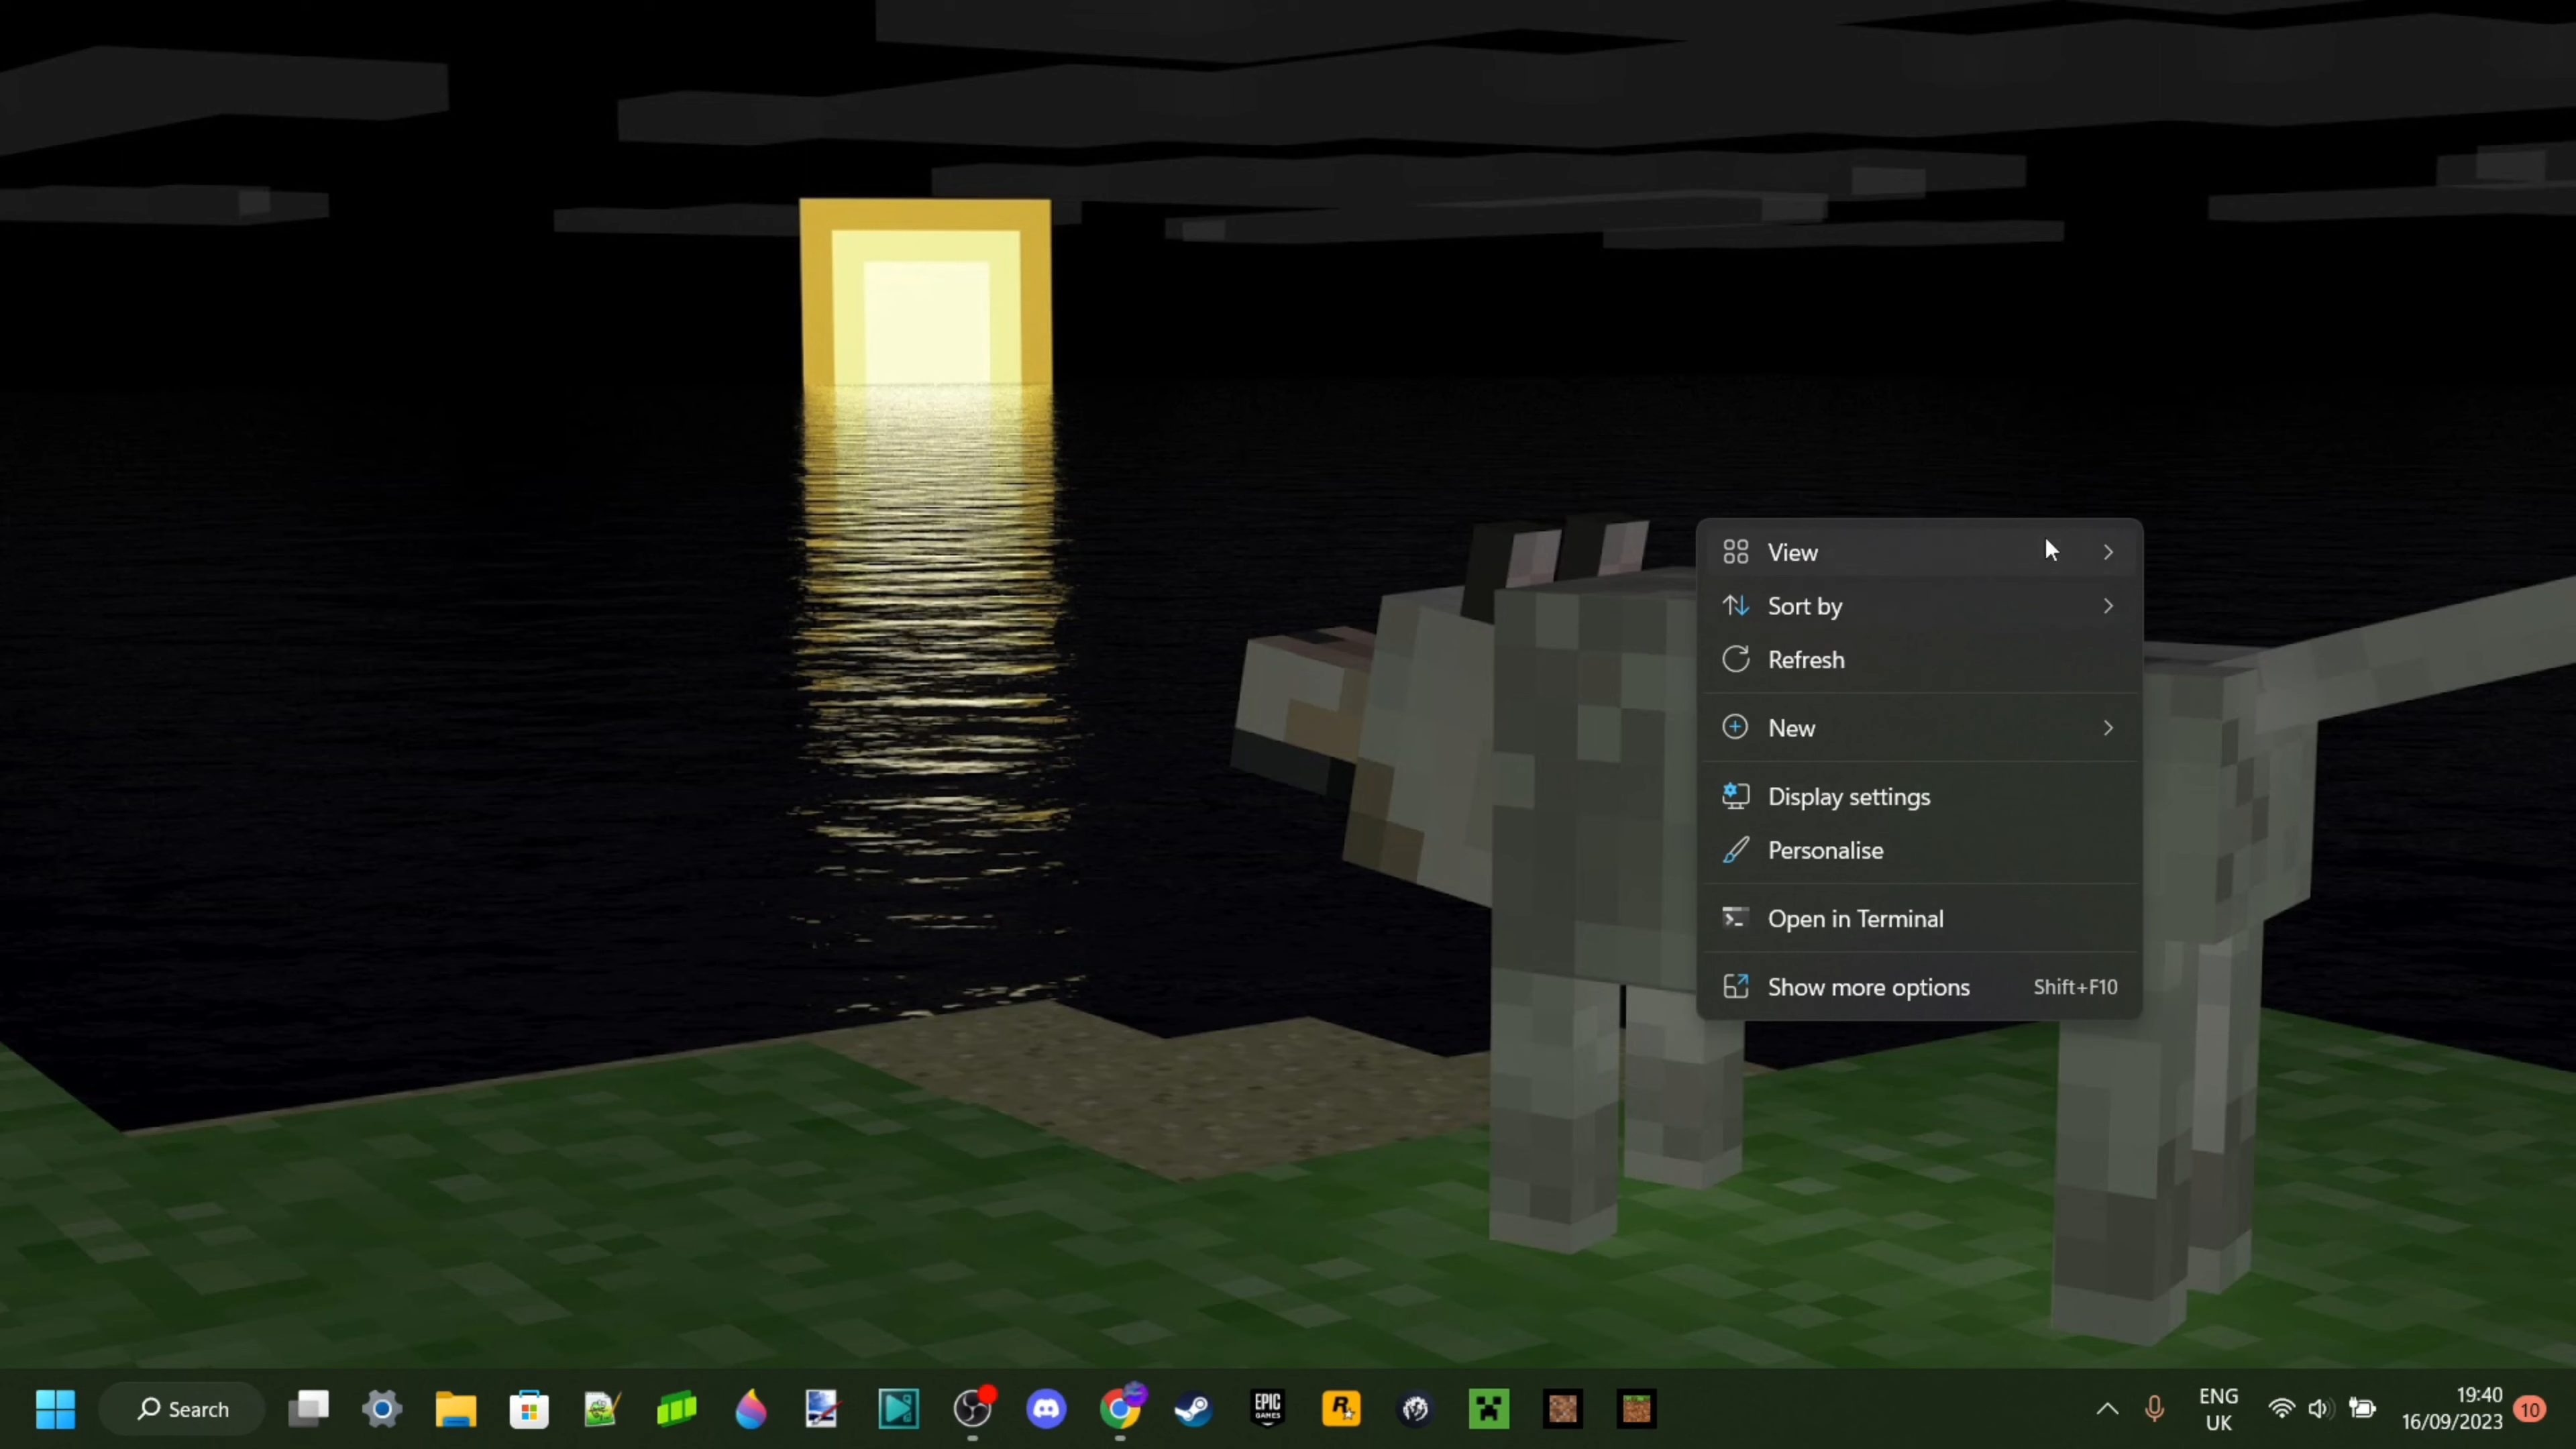 View
Sort by
Refresh
New
Display settings
Personalise
Open in Terminal
Show more options Shift+F10
Search
EPIC
GAMES
R
ENG
UK
19:40
16/09/2023
10